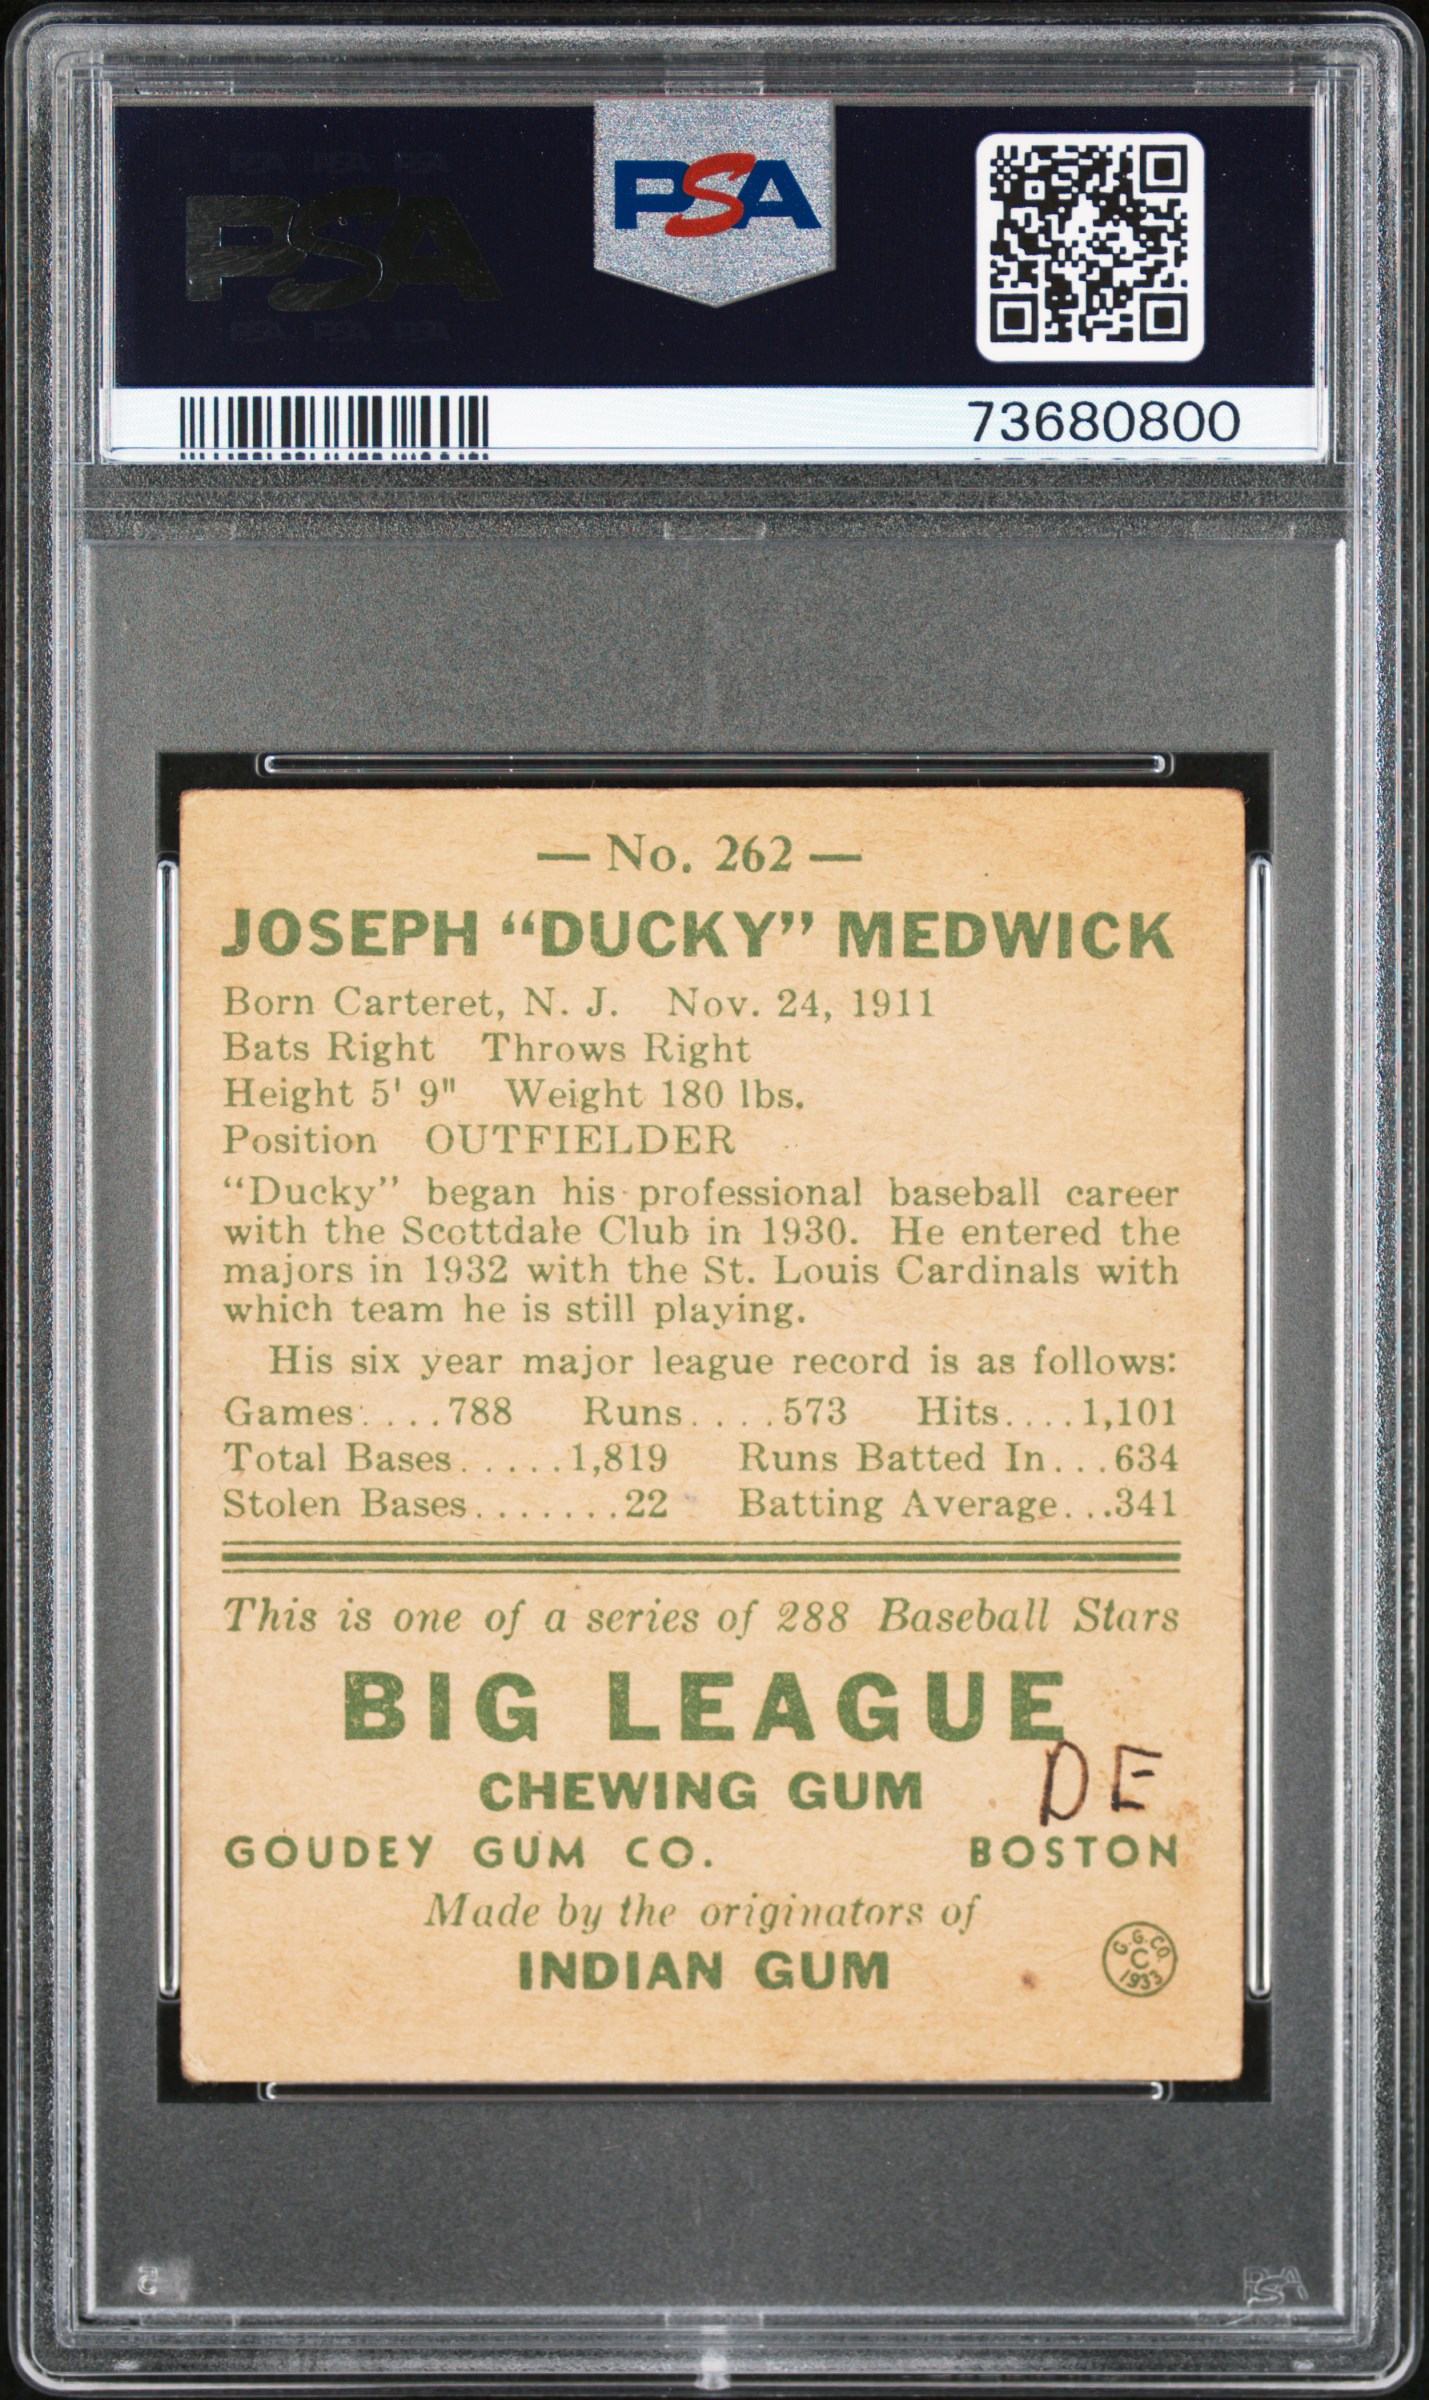 PSA
PSA
73680800
— No. 262 —
JOSEPH “DUCKY” MEDWICK
Born Carteret, N. J. Nov. 24, 1911
Bats Right Throws Right
Height 5' 9" Weight 180 lbs.
Position OUTFIELDER
“Ducky” began his professional baseball career
with the Scottdale Club in 1930. He entered the
majors in 1932 with the St. Louis Cardinals with
which team he is still playing.
His six year major league record is as follows:
Games....788 Runs....573 Hits....1,101
Total Bases.....1,819 Runs Batted In...634
Stolen Bases.......22 Batting Average...341
This is one of a series of 288 Baseball Stars
BIG LEAGUE
DE
CHEWING GUM
GOUDEY GUM CO. BOSTON
Made by the originators of
INDIAN GUM
G.G.CO.
C
1933
PSA